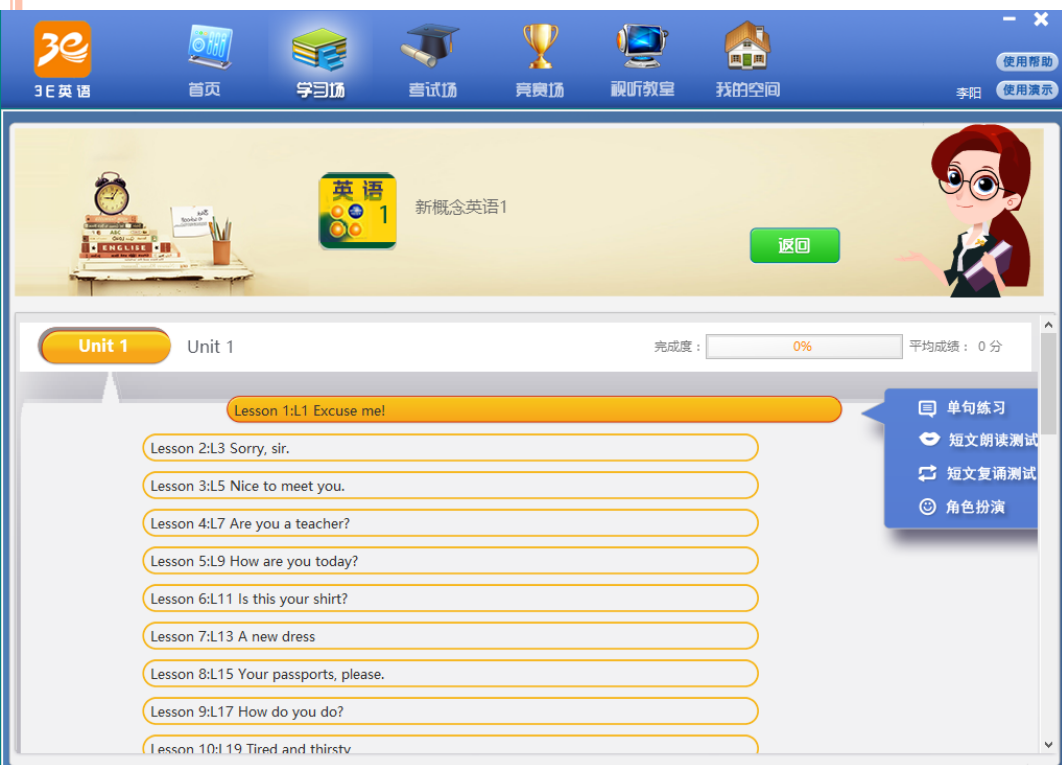 3E
3E英语
首页
学习场
考试场
竞赛场
视听教室
我的空间
使用帮助
李阳
使用演示
ENGLISH
英语
1
新概念英语1
返回
Unit 1
Unit 1
完成度：
0%
平均成绩： 0 分
Lesson 1:L1 Excuse me!
Lesson 2:L3 Sorry, sir.
Lesson 3:L5 Nice to meet you.
Lesson 4:L7 Are you a teacher?
Lesson 5:L9 How are you today?
Lesson 6:L11 Is this your shirt?
Lesson 7:L13 A new dress
Lesson 8:L15 Your passports, please.
Lesson 9:L17 How do you do?
Lesson 10:L19 Tired and thirsty
单句练习
短文朗读测试
短文复诵测试
角色扮演